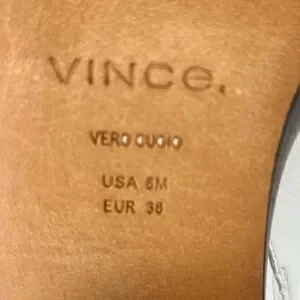 VINCE.
VERO CUOIO
USA 6M
EUR 36